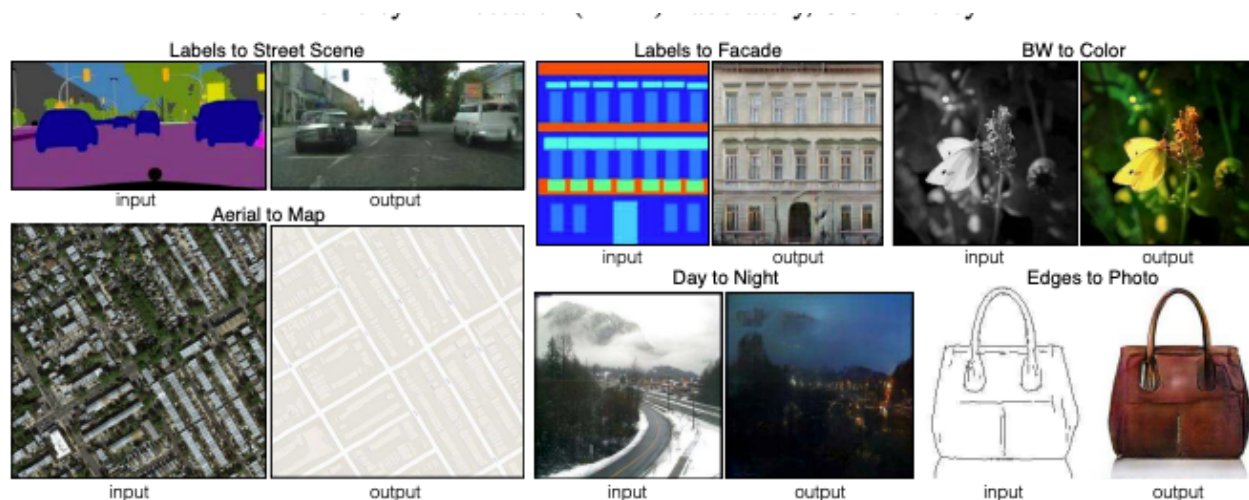 Labels to Street Scene
input
output
Aerial to Map
input
output
Labels to Facade
input
output
BW to Color
input
output
Day to Night
input
output
Edges to Photo
input
output